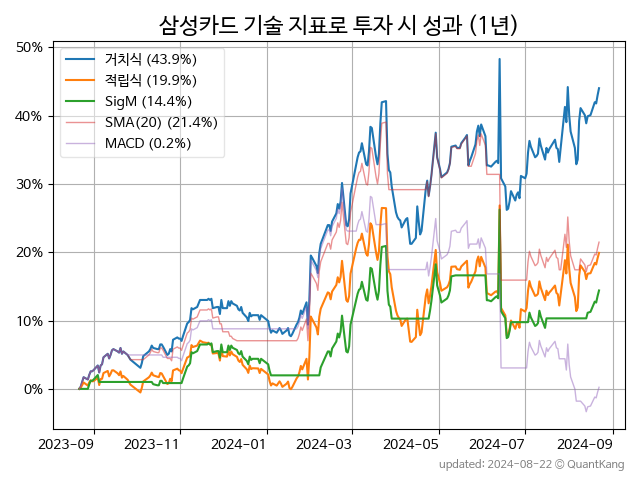 삼성카드 기술 지표로 투자 시 성과 (1년)
거치식 (43.9%)
적립식 (19.9%)
SigM (14.4%)
SMA(20) (21.4%)
MACD (0.2%)
50%
40%
30%
20%
10%
0%
2023-09 2023-11 2024-01 2024-03 2024-05 2024-07 2024-09
updated: 2024-08-22 © QuantKang